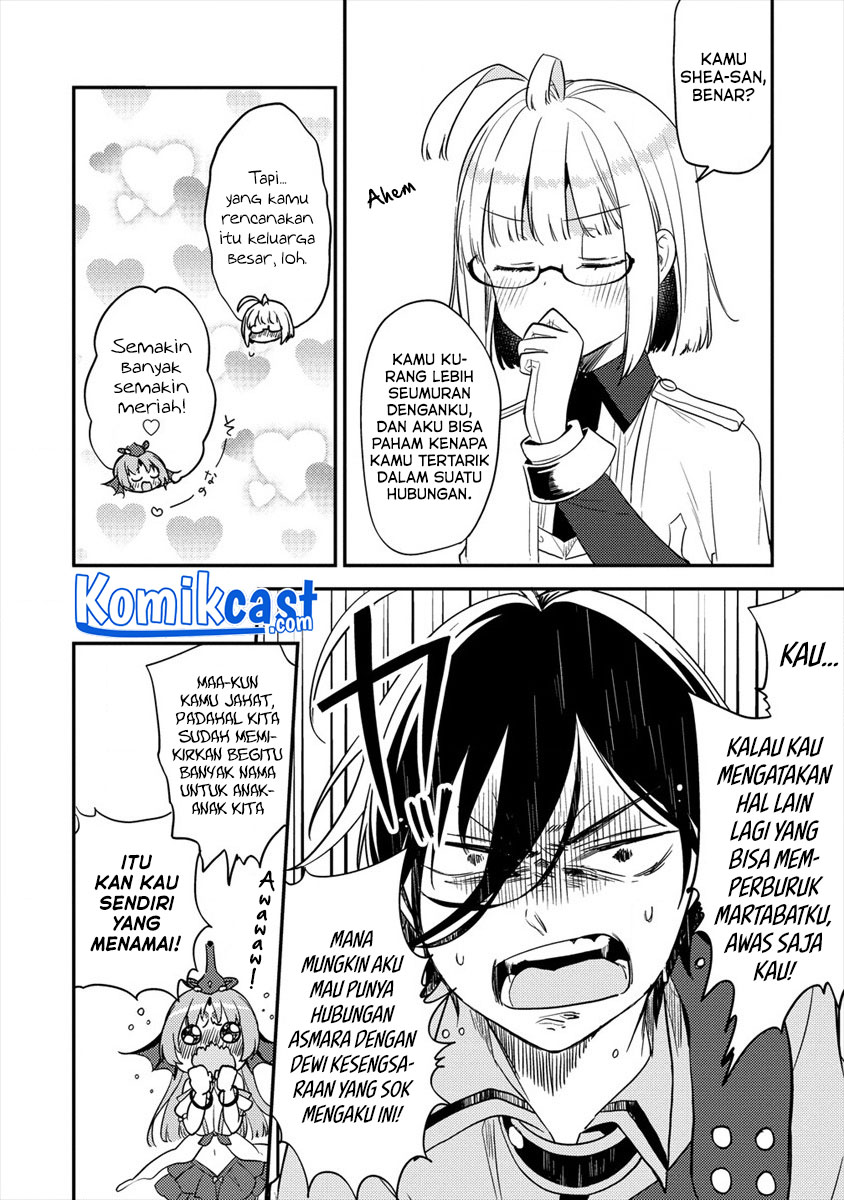 KAMU
SHEA-SAN,
BENAR?
Ahem
KAMU KU-
RANG LEBIH
SEUMURAN
DENGANKU,
DAN AKU BISA
PAHAM KENAPA
KAMU TERTARIK
DALAM SUATU
HUBUNGAN.
Tapi...
yang kamu
rencanakan
itu keluarga
besar, loh.
Semakin
banyak
semakin
meriah!
♡
Komikcast
.com
KAU...
KALAU KAU
MENGATAKAN
HAL LAIN
LAGI YANG
BISA MEM-
PERBURUK
MARTABATKU,
AWAS SAJA
KAU!
MANA
MUNGKIN AKU
MAU PUNYA
HUBUNGAN
ASMARA DENGAN
DEWI KESENGSA-
RAAN YANG SOK
MENGAKU INI!
MAA-KUN
KAMU JAHAT,
PADAHAL KITA
SUDAH MEMI-
KIRKAN BEGITU
BANYAK NAMA
UNTUK ANAK-
ANAK KITA
ITU
KAN KAU
SENDIRI
YANG
MENAMAI!
Awawaw!